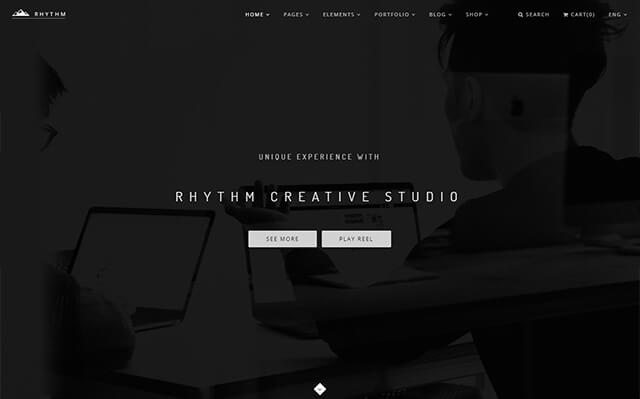 RHYTHM
HOME PAGES ELEMENTS PORTFOLIO BLOG SHOP SEARCH CART(0) ENG
UNIQUE EXPERIENCE WITH
RHYTHM CREATIVE STUDIO
SEE MORE PLAY REEL